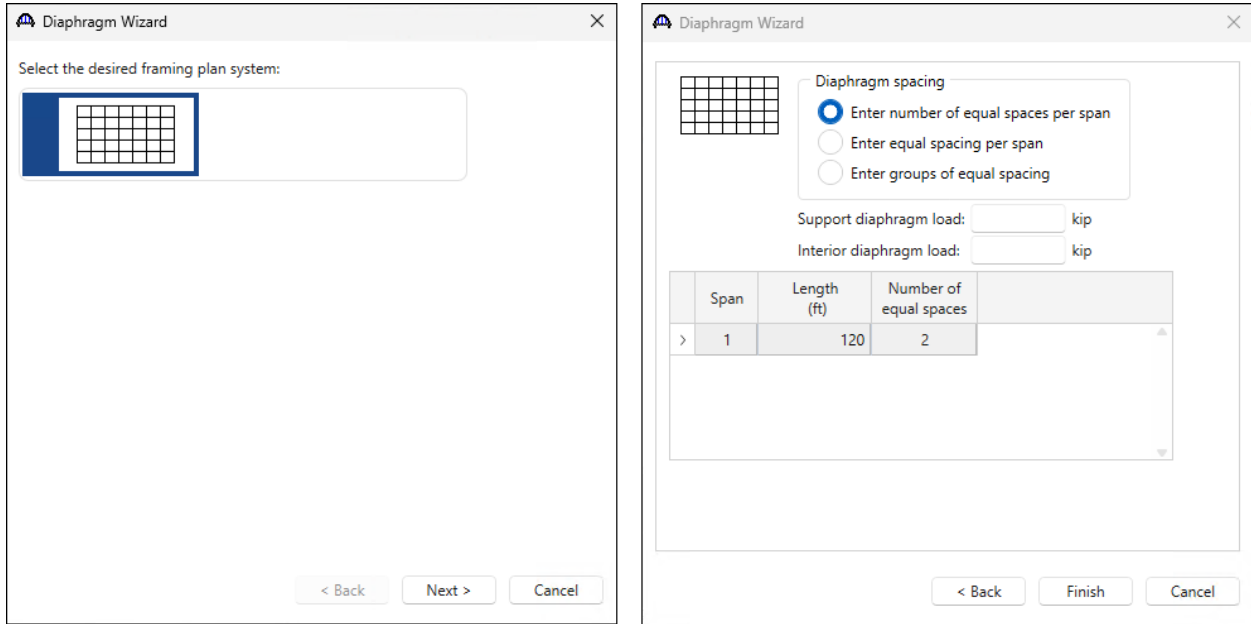 Diaphragm Wizard
Select the desired framing plan system:
< Back Next > Cancel
Diaphragm Wizard
Diaphragm spacing
Enter number of equal spaces per span
Enter equal spacing per span
Enter groups of equal spacing
Support diaphragm load: kip
Interior diaphragm load: kip
Span Length (ft) Number of equal spaces
1 120 2
< Back Finish Cancel